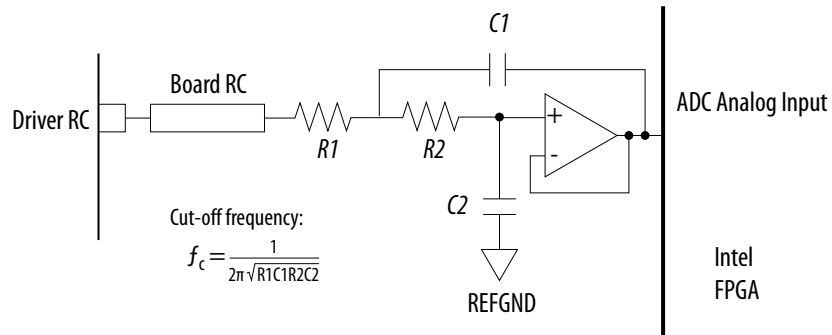 C1
Board RC
ADC Analog Input
Driver RC
+
R1
R2
-
C2
Cut-off frequency:
f_c = 1 / 2π√R1C1R2C2
REFGND
Intel
FPGA